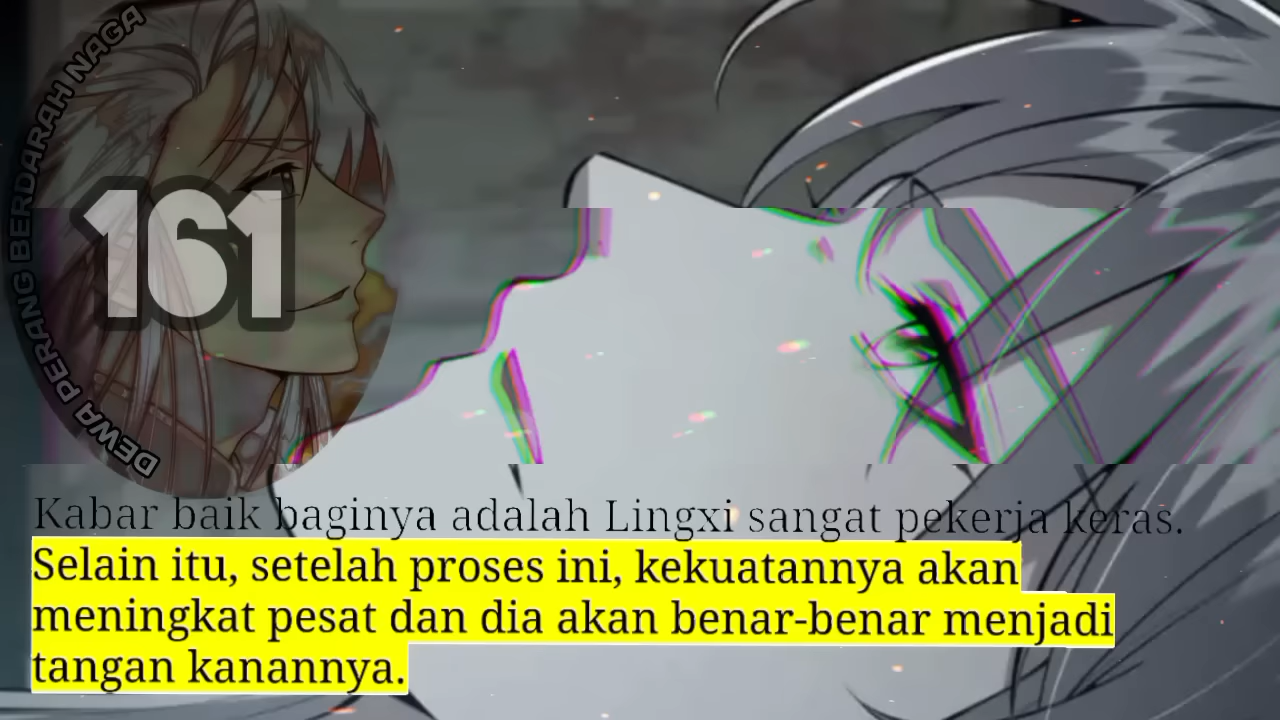 DEWA PERANG BERDARAH NAGA
161
Kabar baik baginya adalah Lingxi sangat pekerja keras.
Selain itu, setelah proses ini, kekuatannya akan
meningkat pesat dan dia akan benar-benar menjadi
tangan kanannya.